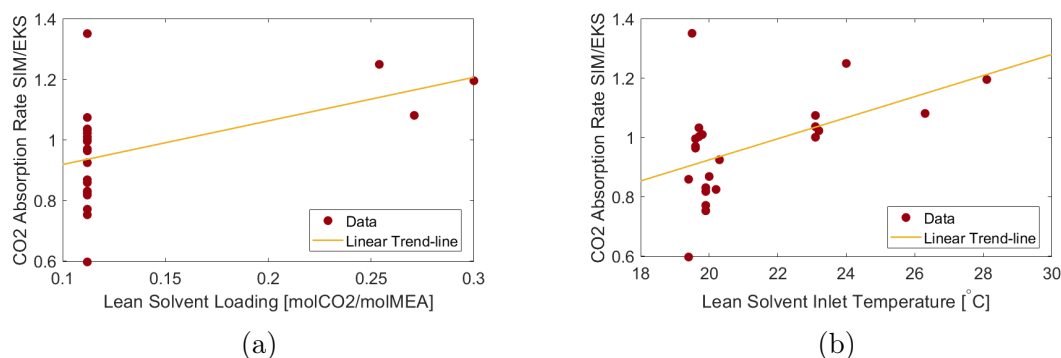 CO2 Absorption Rate SIM/EKS
1.4
1.2
1
0.8
0.6
0.1
0.15
0.2
0.25
0.3
Data
Linear Trend-line
Lean Solvent Loading [molCO2/molMEA]
(a)
CO2 Absorption Rate SIM/EKS
1.4
1.2
1
0.8
0.6
18
20
22
24
26
28
30
Data
Linear Trend-line
Lean Solvent Inlet Temperature [°C]
(b)